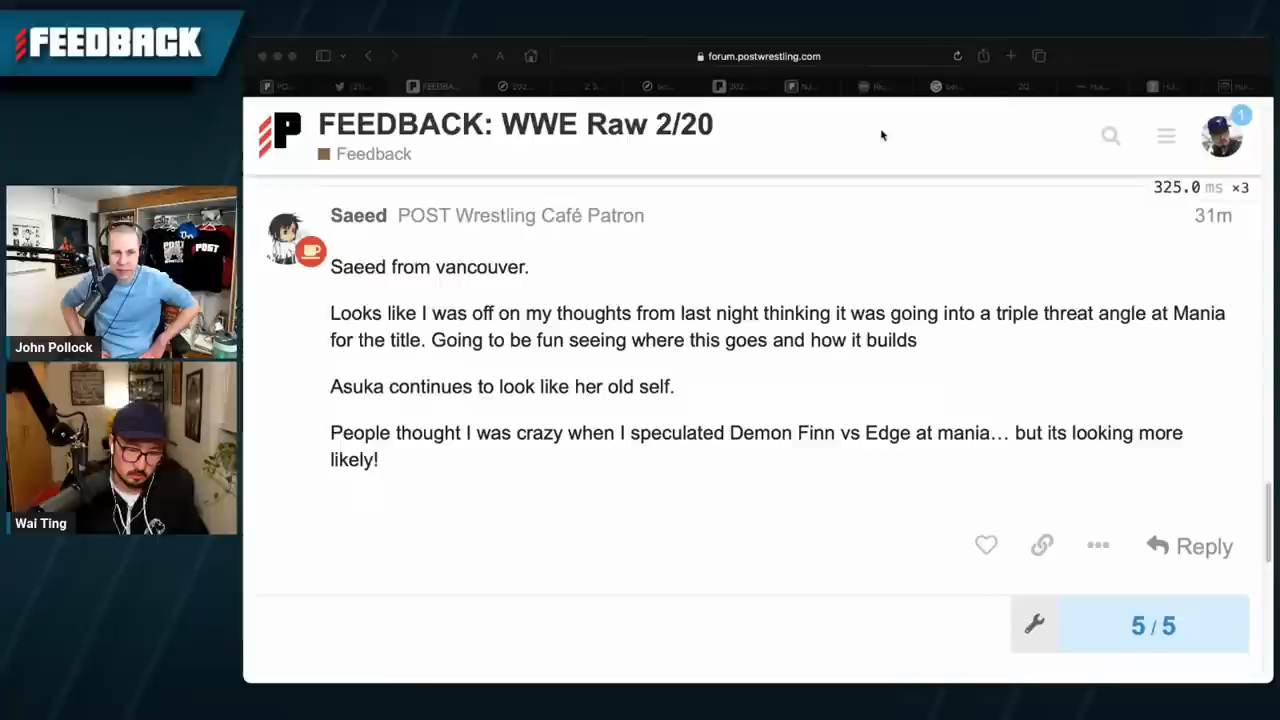 FEEDBACK
forum.postwrestling.com
P
FEEDBACK: WWE Raw 2/20
Feedback
1
325.0 ms ×3
Saeed POST Wrestling Café Patron
31m
Saeed from vancouver.
Looks like I was off on my thoughts from last night thinking it was going into a triple threat angle at Mania
for the title. Going to be fun seeing where this goes and how it builds
Asuka continues to look like her old self.
People thought I was crazy when I speculated Demon Finn vs Edge at mania… but its looking more
likely!
Reply
5 / 5
POST
POST
John Pollock
Wai Ting